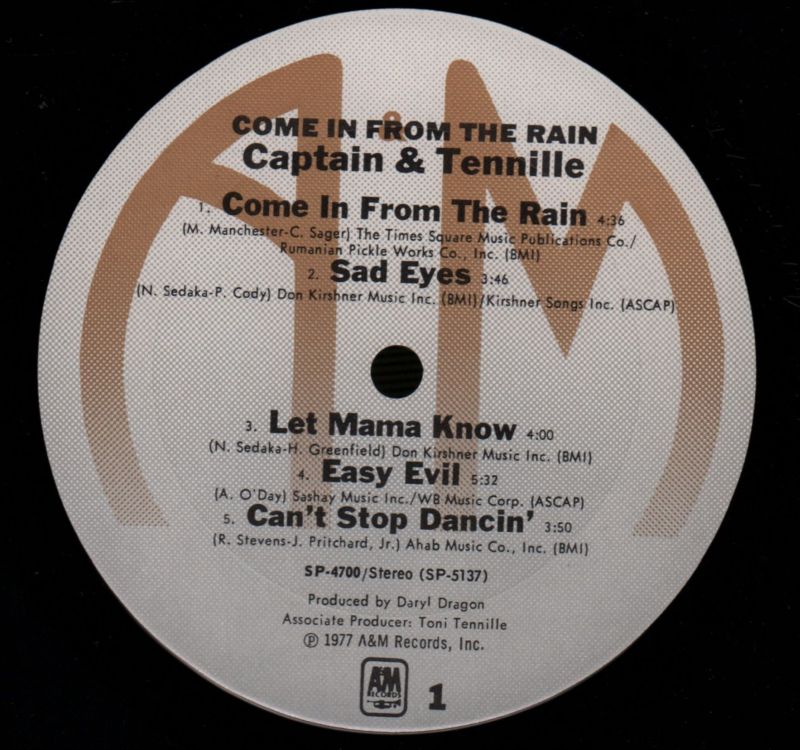 A&M
COME IN FROM THE RAIN
Captain & Tennille
1. Come In From The Rain 4:36
(M. Manchester-C. Sager) The Times Square Music Publications Co./
Rumanian Pickle Works Co., Inc. (BMI)
2. Sad Eyes 3:46
(N. Sedaka-P. Cody) Don Kirshner Music Inc. (BMI)/Kirshner Songs Inc. (ASCAP)
3. Let Mama Know 4:00
(N. Sedaka-H. Greenfield) Don Kirshner Music Inc. (BMI)
4. Easy Evil 5:32
(A. O'Day) Sashay Music Inc./WB Music Corp. (ASCAP)
5. Can't Stop Dancin' 3:50
(R. Stevens-J. Pritchard, Jr.) Ahab Music Co., Inc. (BMI)
SP-4700/Stereo (SP-5137)
Produced by Daryl Dragon
Associate Producer: Toni Tennille
℗ 1977 A&M Records, Inc.
A&M
RECORDS
1